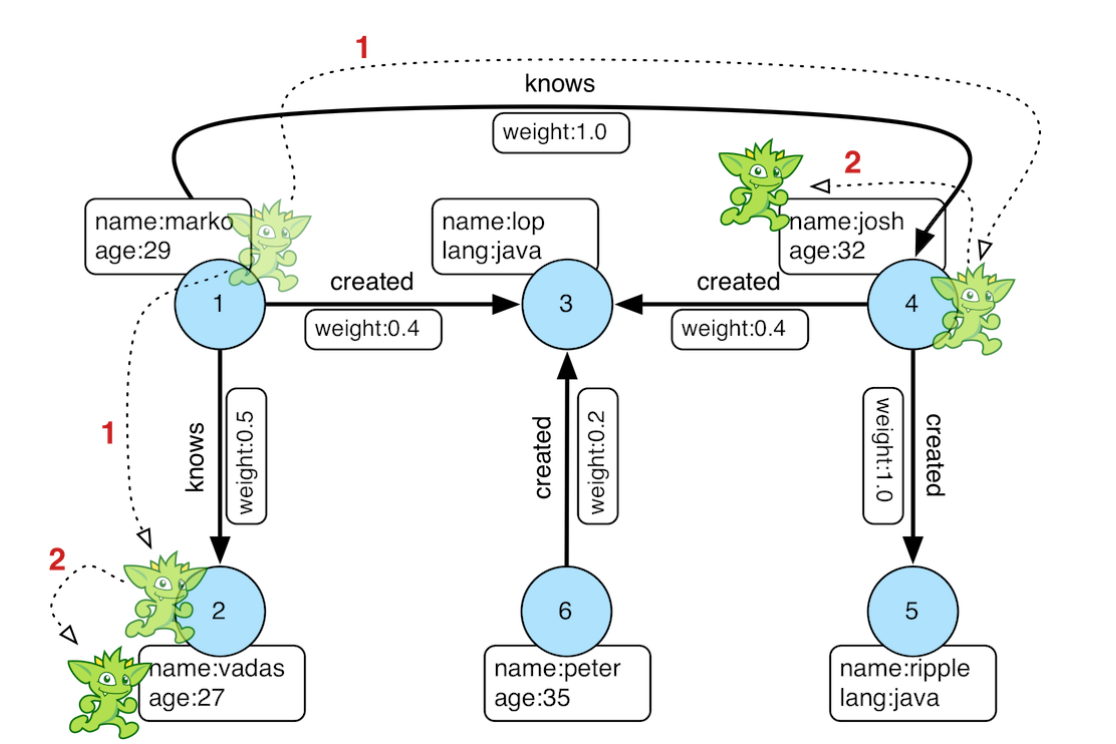 1
knows
weight:1.0
2
name:marko
age:29
name:lop
lang:java
name:josh
age:32
1
created
weight:0.4
3
created
weight:0.4
4
1
knows
weight:0.5
created
weight:0.2
weight:1.0
created
2
2
6
5
name:vadas
age:27
name:peter
age:35
name:ripple
lang:java